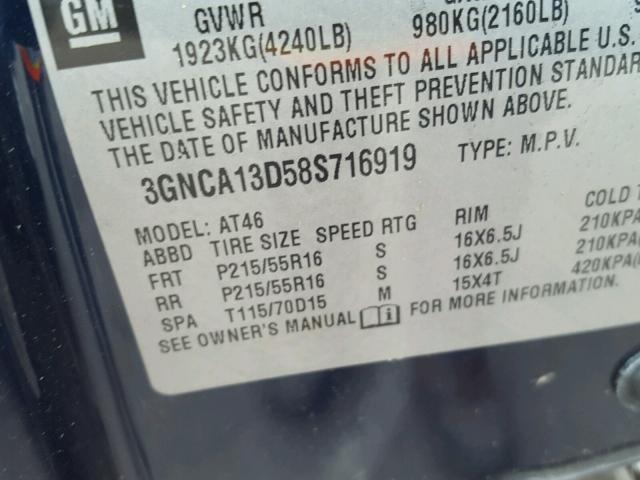 GM
GVWR
1923KG(4240LB) 980KG(2160LB)
THIS VEHICLE CONFORMS TO ALL APPLICABLE U.S.
VEHICLE SAFETY AND THEFT PREVENTION STANDAR
THE DATE OF MANUFACTURE SHOWN ABOVE.
3GNCA13D58S716919 TYPE: M.P.V.
MODEL: AT46
ABBD TIRE SIZE SPEED RTG RIM COLD
FRT P215/55R16 S 16X6.5J 210KPA
RR P215/55R16 S 16X6.5J 210KPA(
SPA T115/70D15 M 15X4T 420KPA(
SEE OWNER'S MANUAL FOR MORE INFORMATION.